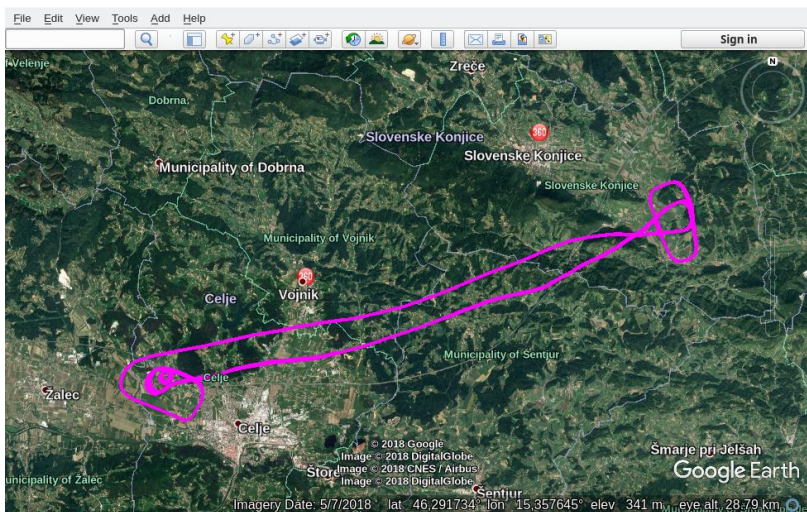 File Edit View Tools Add Help
Sign in
f Velenje
Zreče
N
Dobrna
Slovenske Konjice
360
Municipality of Dobrna
Slovenske Konjice
Slovenske Konjice
Municipality of Vojnik
360
Celje
Vojnik
Municipality of Sentjur
Celje
Žalec
Celje
© 2018 Google
Image © 2018 DigitalGlobe
Šmarje pri Jelšah
Štore
Image © 2018 CNES / Airbus
Google Earth
Image © 2018 DigitalGlobe
unicipality of Žalec
Šentjur
Imagery Date: 5/7/2018 lat 46,291734° lon 15,357645° elev 341 m eye alt 28.79 km